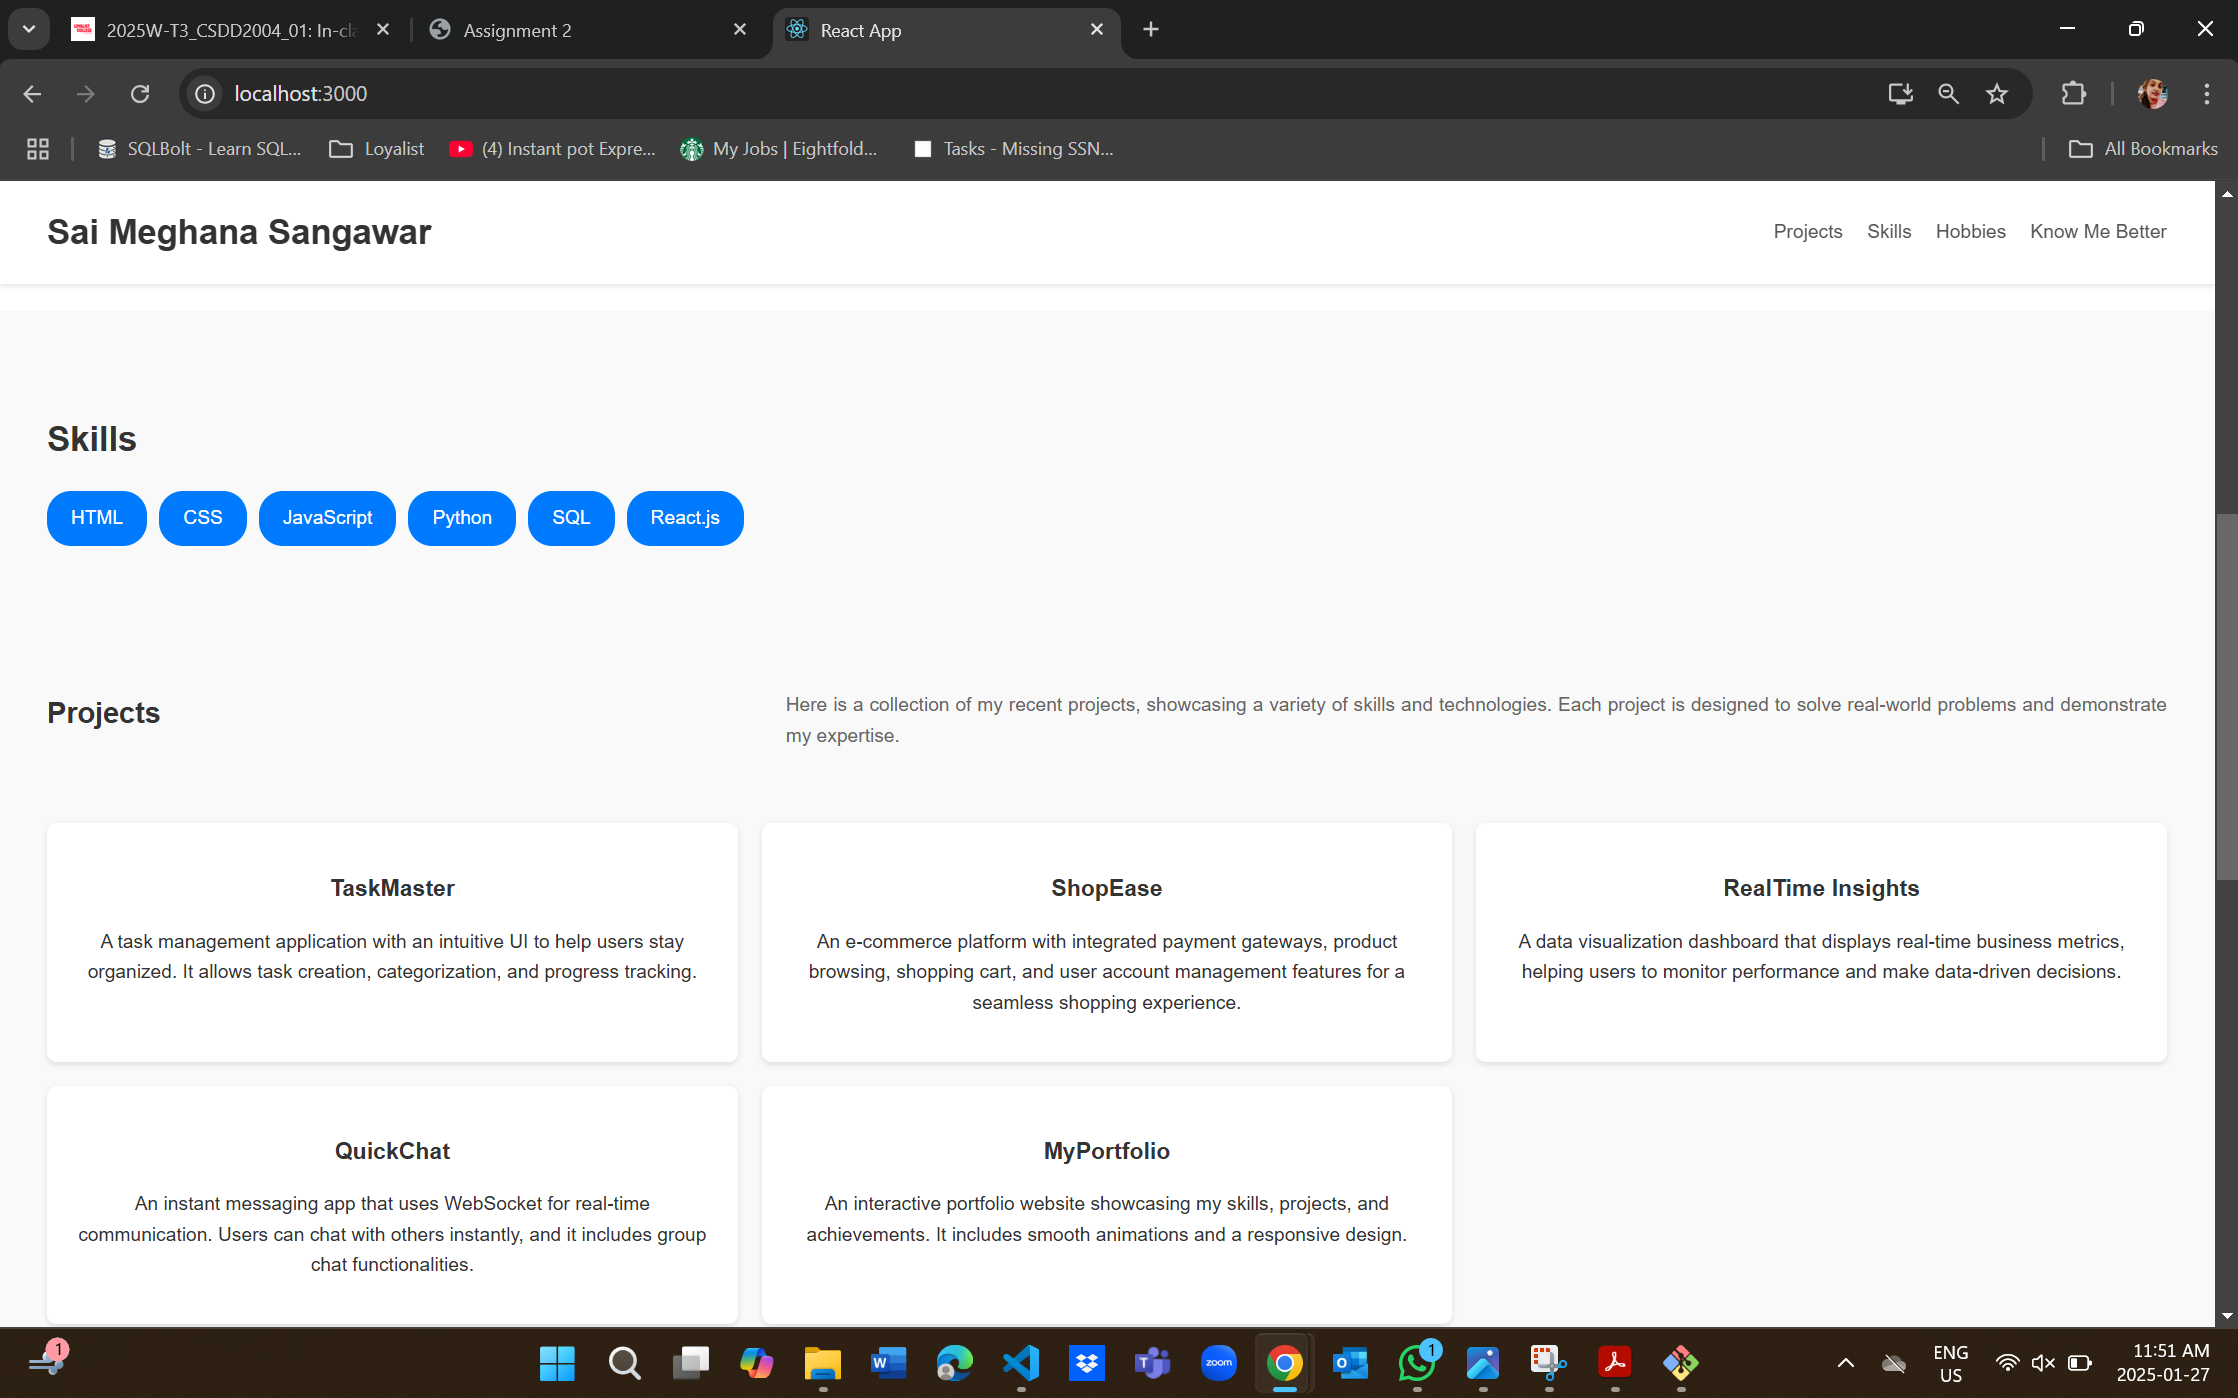 2025W-T3_CSDD2004_01: In-cla
Assignment 2
React App
localhost:3000
SQLBolt - Learn SQL...
Loyalist
(4) Instant pot Expre...
My Jobs | Eightfold...
Tasks - Missing SSN...
All Bookmarks
Sai Meghana Sangawar
Projects
Skills
Hobbies
Know Me Better
Skills
HTML
CSS
JavaScript
Python
SQL
React.js
Projects
Here is a collection of my recent projects, showcasing a variety of skills and technologies. Each project is designed to solve real-world problems and demonstrate
my expertise.
TaskMaster
A task management application with an intuitive UI to help users stay
organized. It allows task creation, categorization, and progress tracking.
ShopEase
An e-commerce platform with integrated payment gateways, product
browsing, shopping cart, and user account management features for a
seamless shopping experience.
RealTime Insights
A data visualization dashboard that displays real-time business metrics,
helping users to monitor performance and make data-driven decisions.
QuickChat
An instant messaging app that uses WebSocket for real-time
communication. Users can chat with others instantly, and it includes group
chat functionalities.
MyPortfolio
An interactive portfolio website showcasing my skills, projects, and
achievements. It includes smooth animations and a responsive design.
1
W
T
zoom
O
1
ENG
US
11:51 AM
2025-01-27